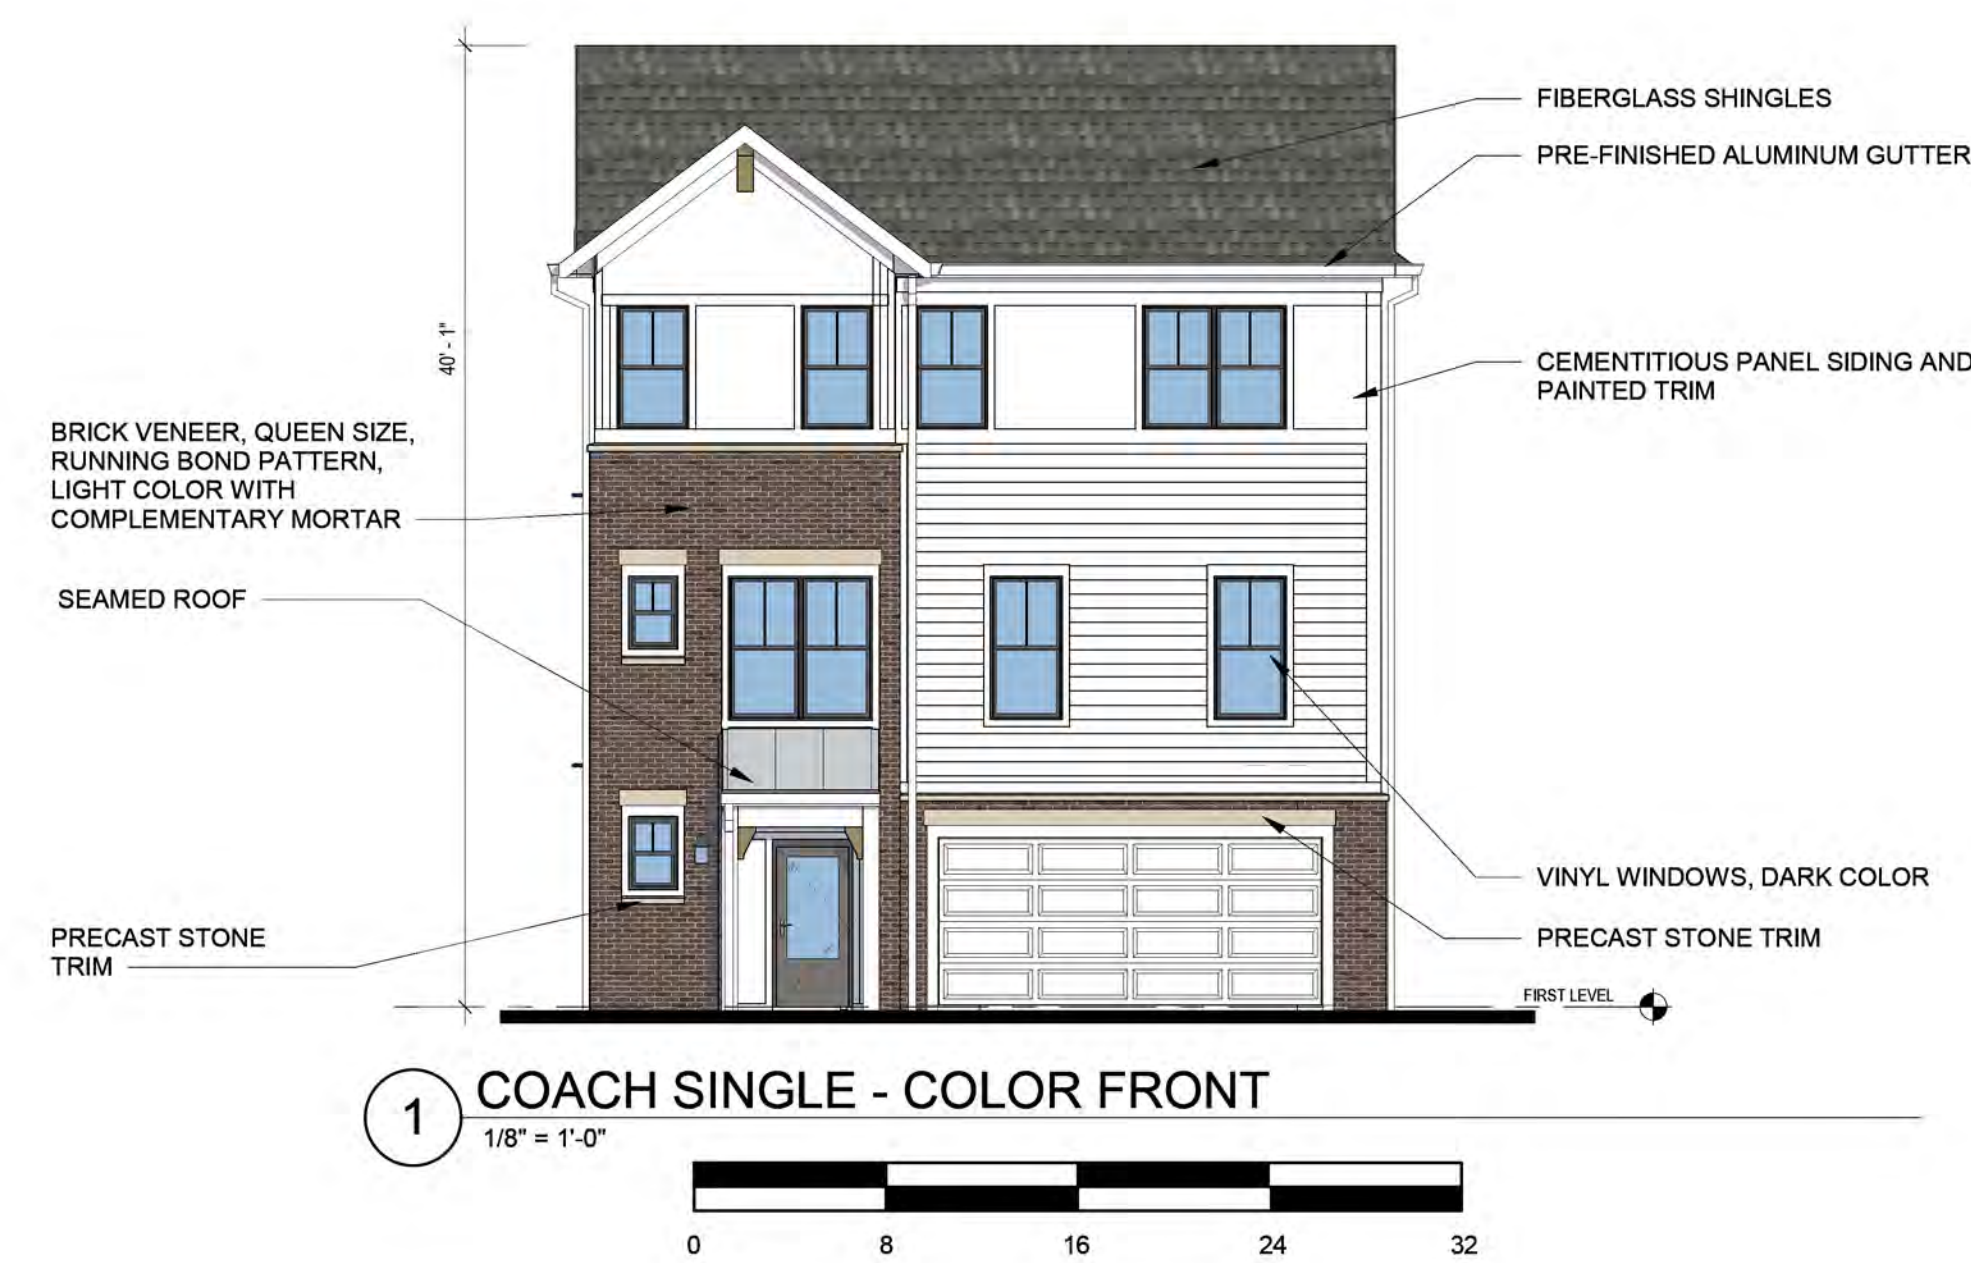 FIBERGLASS SHINGLES
PRE-FINISHED ALUMINUM GUTTER
40' - 1"
CEMENTITIOUS PANEL SIDING AND
PAINTED TRIM
BRICK VENEER, QUEEN SIZE,
RUNNING BOND PATTERN,
LIGHT COLOR WITH
COMPLEMENTARY MORTAR
SEAMED ROOF
VINYL WINDOWS, DARK COLOR
PRECAST STONE
TRIM
PRECAST STONE TRIM
FIRST LEVEL
1
COACH SINGLE - COLOR FRONT
1/8" = 1'-0"
0 8 16 24 32